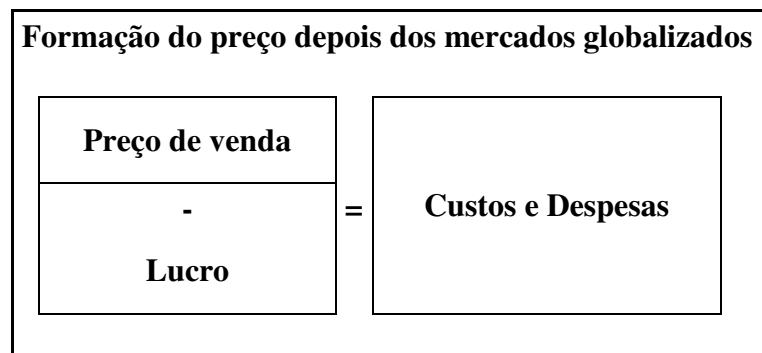 Formação do preço depois dos mercados globalizados
Preço de venda
-
Lucro
=
Custos e Despesas